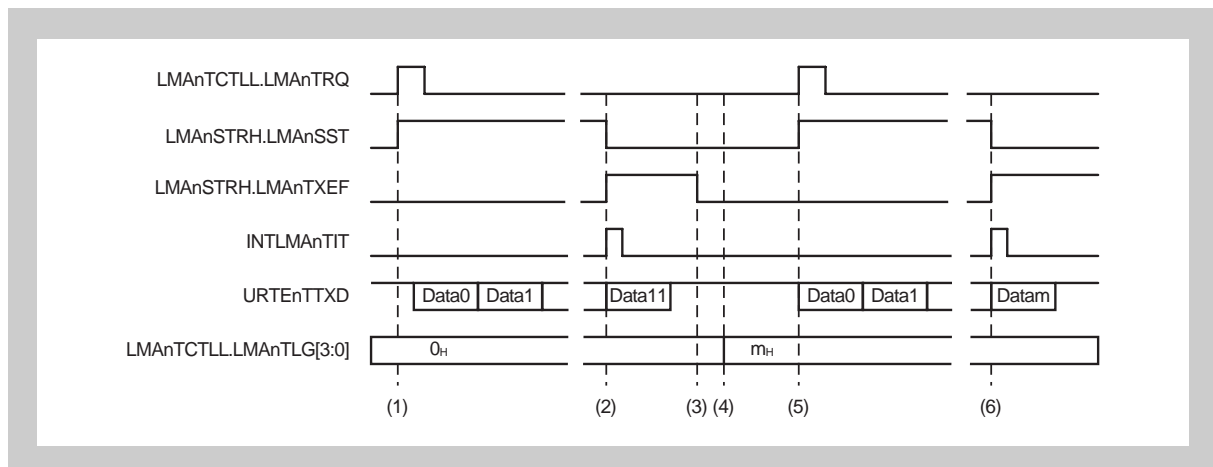 LMAnTCTLL.LMAnTRQ
LMAnSTRH.LMAnSST
LMAnSTRH.LMAnTXEF
INTLMAnTIT
URTEnTTXD Data0 Data1 Data11 Data0 Data1 Datam
LMAnTCTLL.LMAnTLG[3:0] 0H mH
(1) (2) (3) (4) (5) (6)